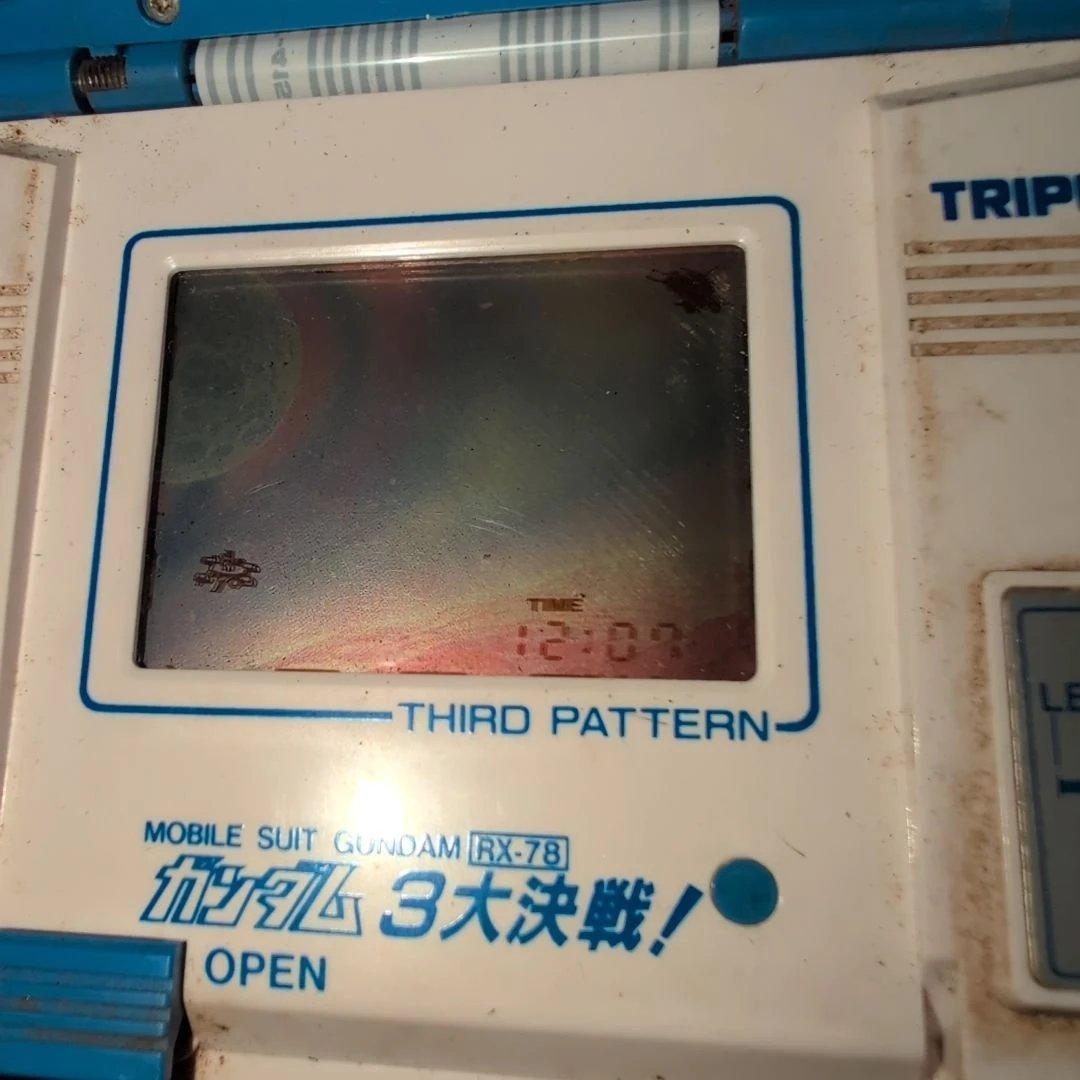 TRIP
TIME
12:07
LE
THIRD PATTERN
MOBILE SUIT GUNDAM RX-78
ガンダム 3大決戦!
OPEN